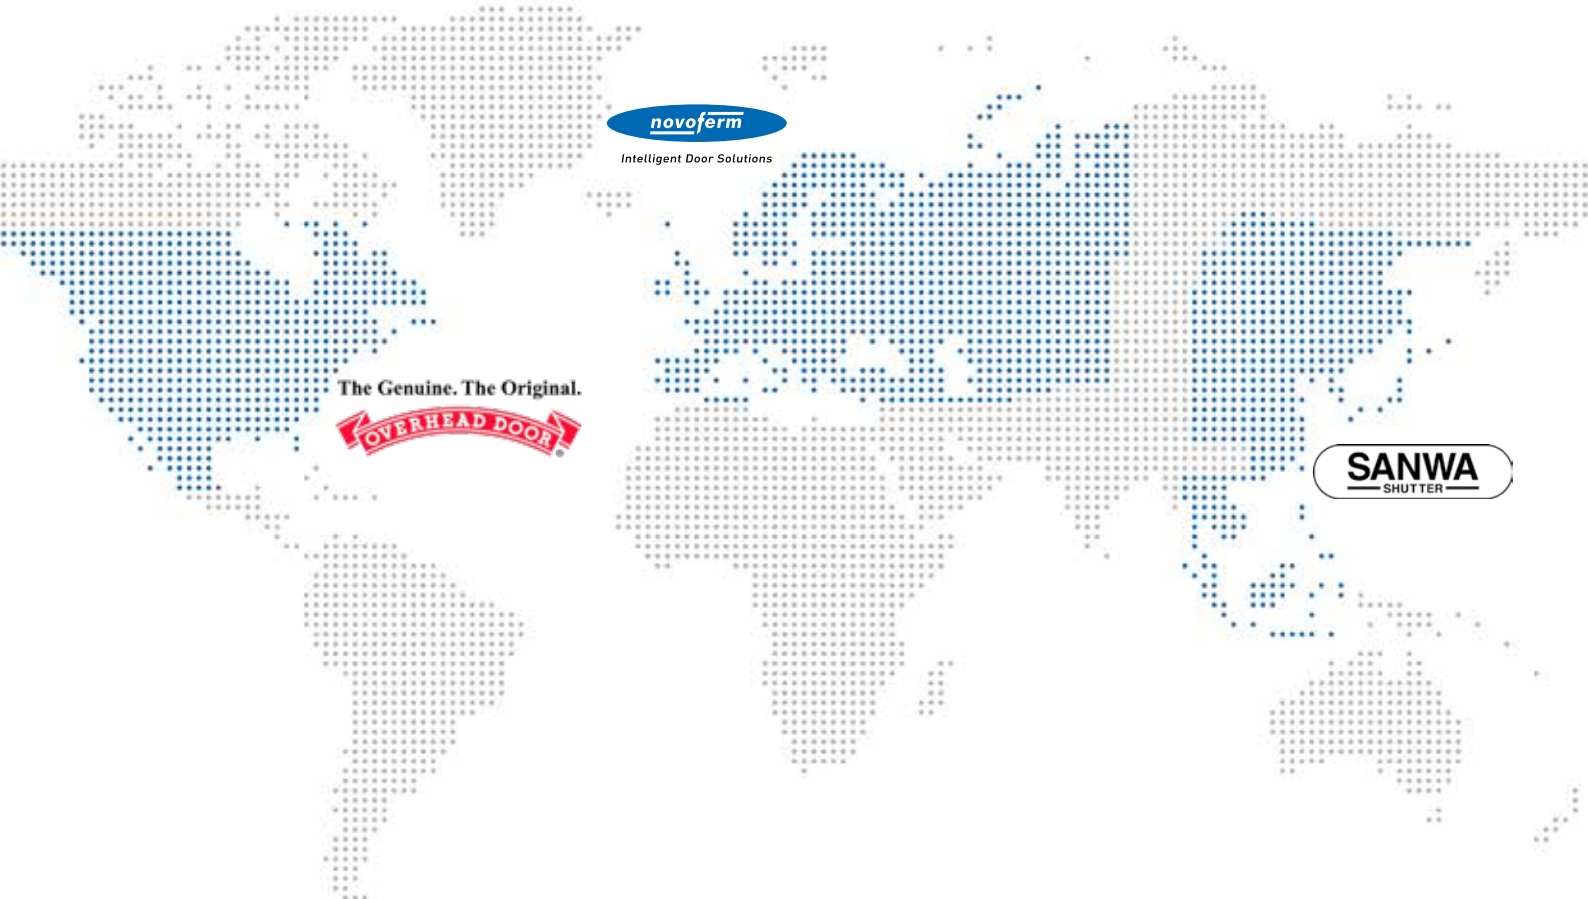 novoferm
Intelligent Door Solutions
The Genuine. The Original.
OVERHEAD DOOR
SANWA
SHUTTER